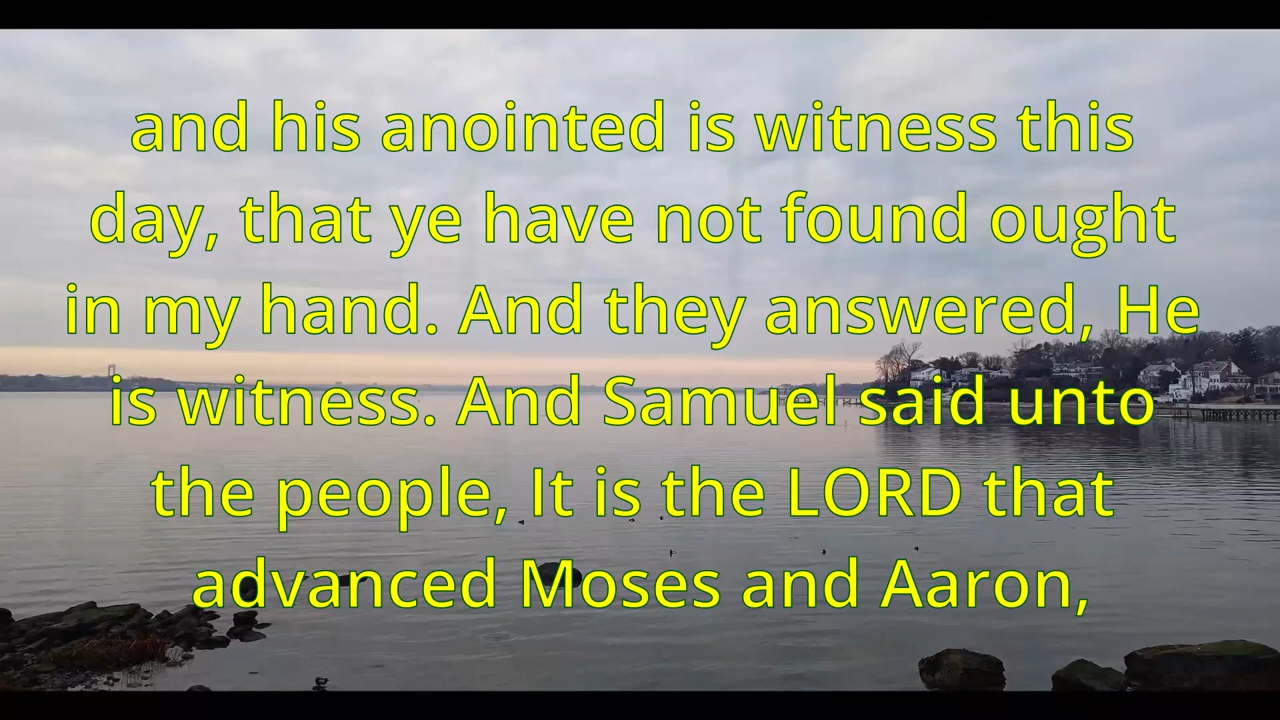 and his anointed is witness this
day, that ye have not found ought
in my hand. And they answered, He
is witness. And Samuel said unto
the people, It is the LORD that
advanced Moses and Aaron,